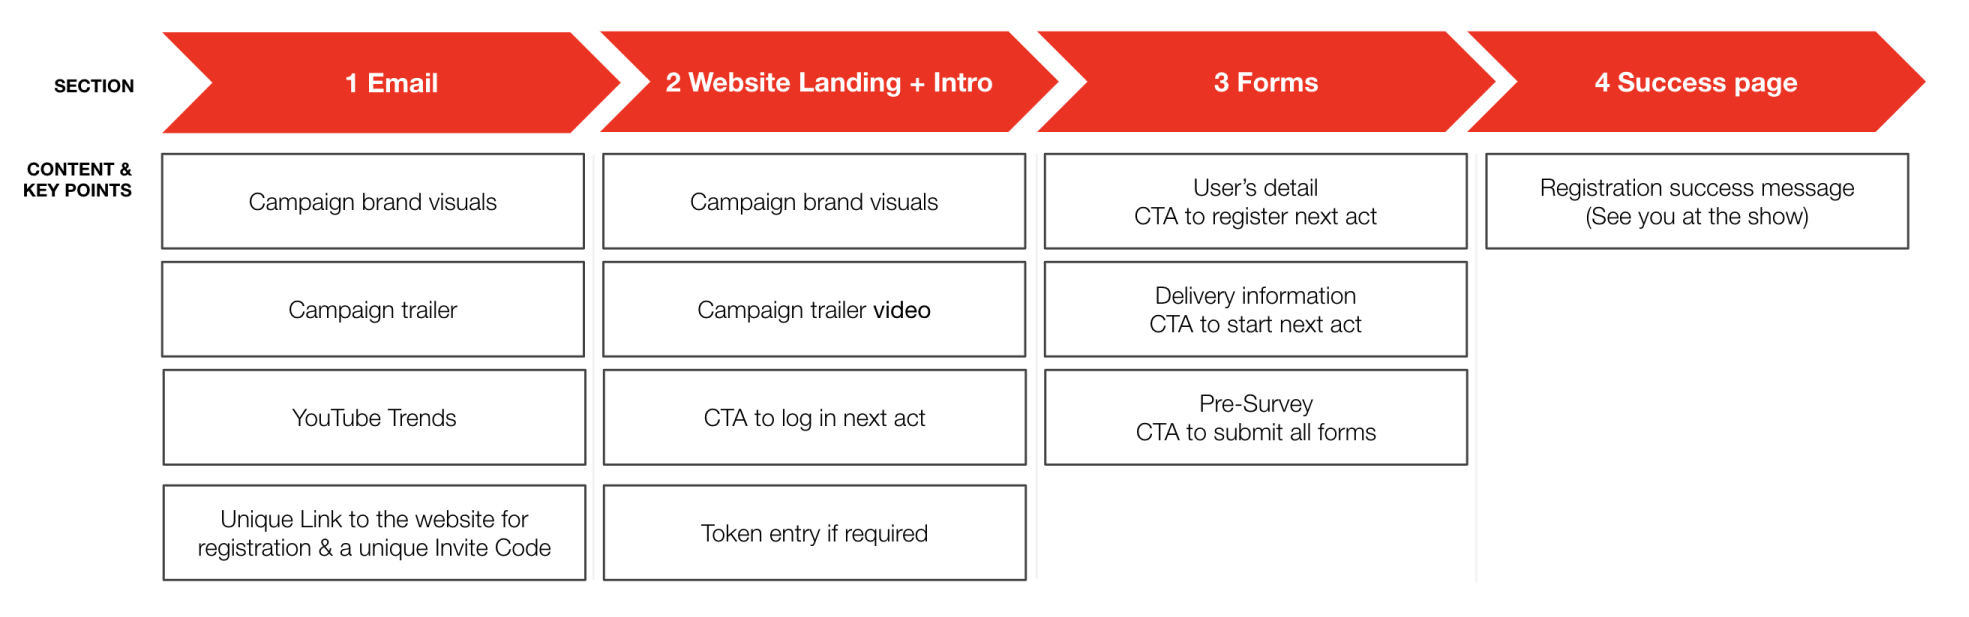 SECTION
1 Email
2 Website Landing + Intro
3 Forms
4 Success page
CONTENT &
KEY POINTS
Campaign brand visuals
Campaign brand visuals
User’s detail
CTA to register next act
Registration success message
(See you at the show)
Campaign trailer
Campaign trailer video
Delivery information
CTA to start next act
YouTube Trends
CTA to log in next act
Pre-Survey
CTA to submit all forms
Unique Link to the website for
registration & a unique Invite Code
Token entry if required